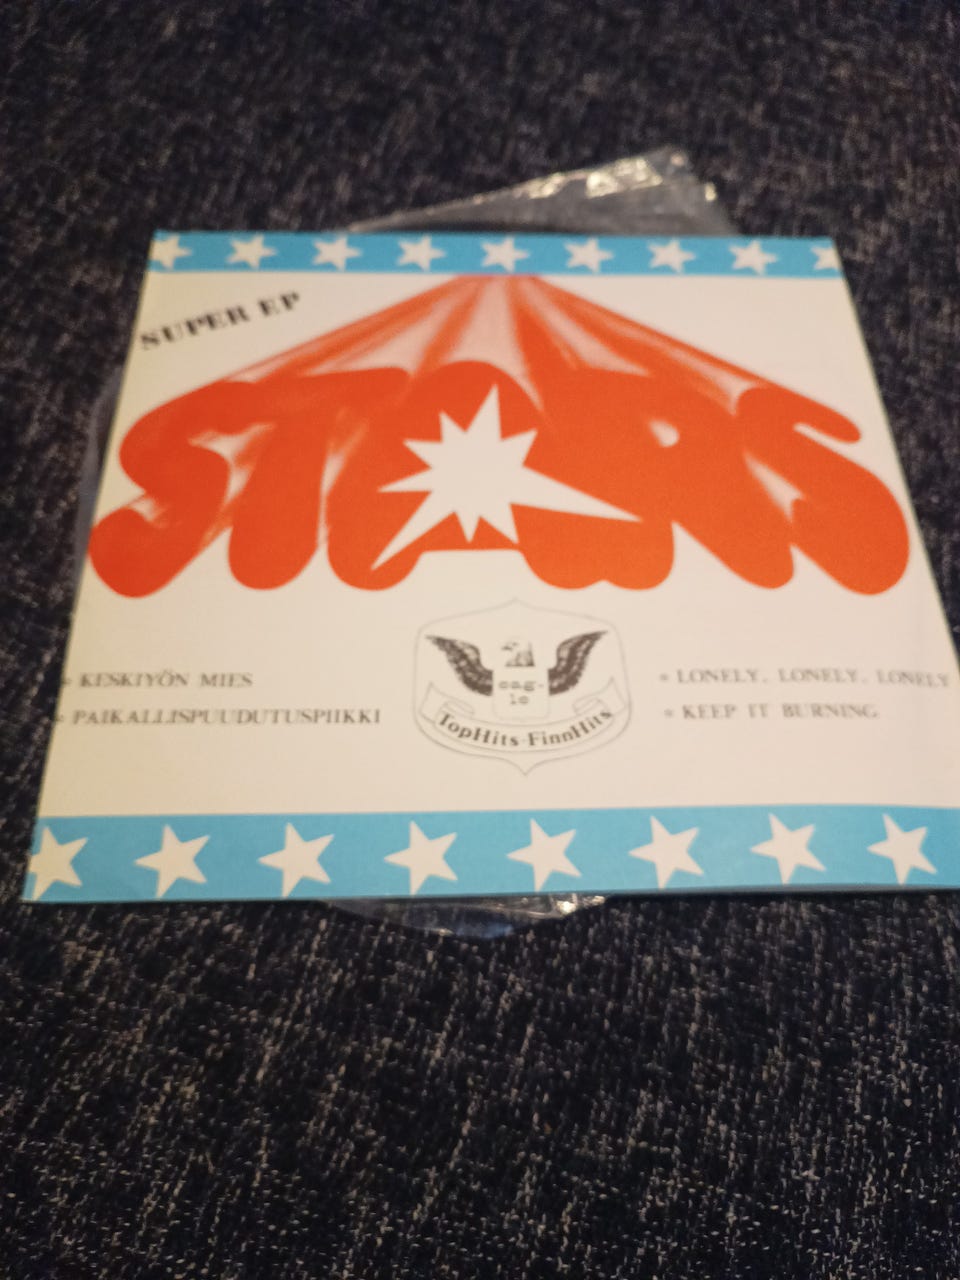 SUPER EP
STARS
KESKIYÖN MIES
PAIKALLISPUUDUTUSPIIKKI
eag-
le
TopHits-FinnHits
LONELY, LONELY, LONELY
KEEP IT BURNING